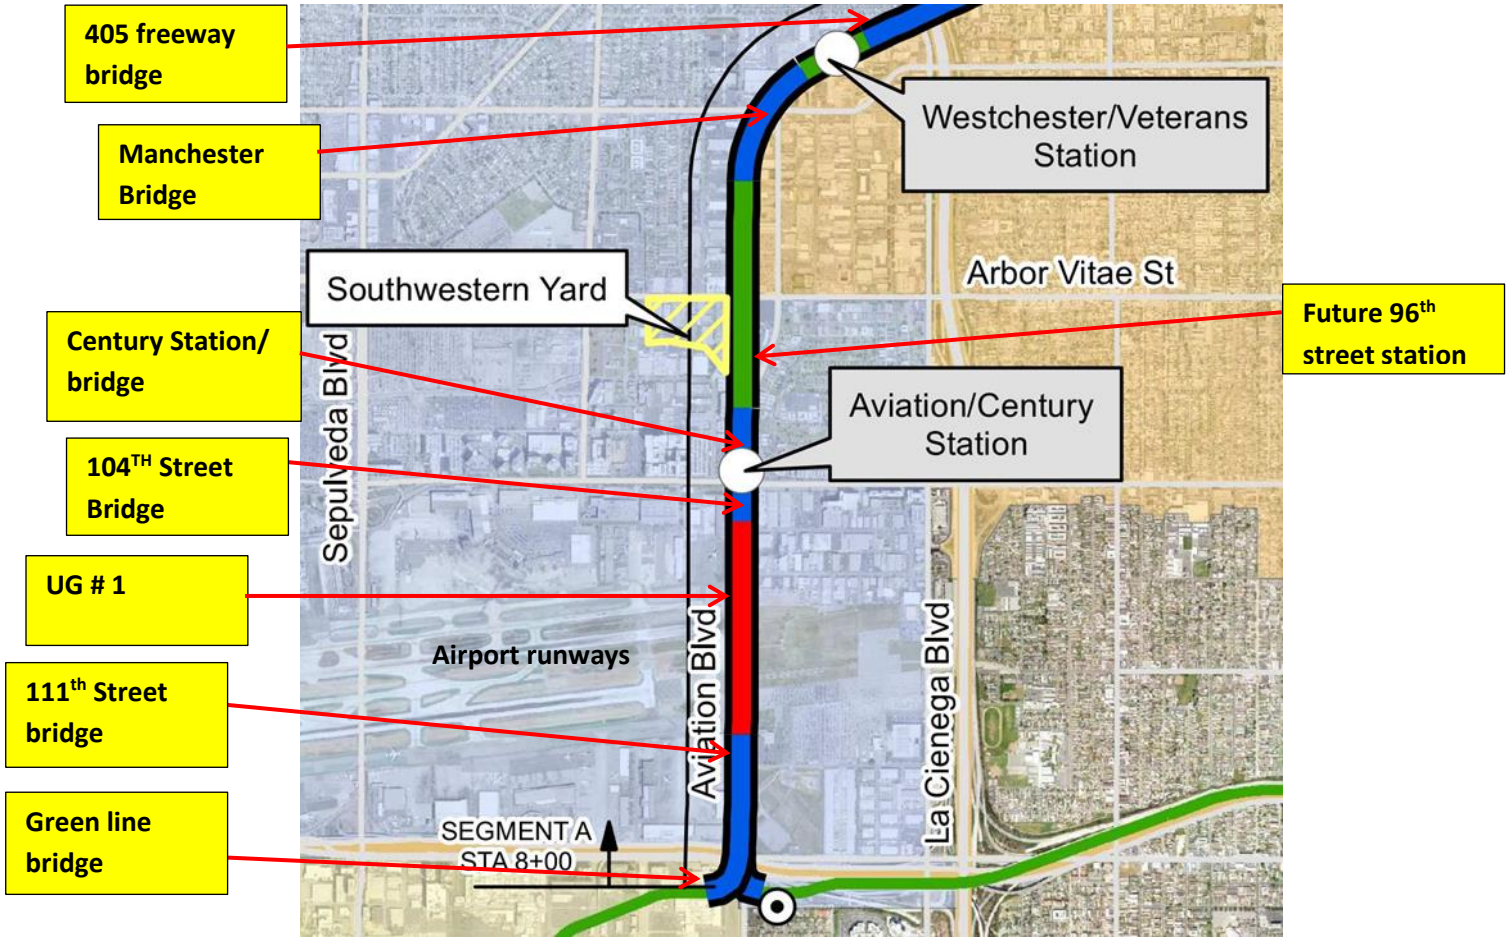 405 freeway
bridge
Manchester
Bridge
Westchester/Veterans
Station
Southwestern Yard
Arbor Vitae St
Century Station/
bridge
Future 96th
street station
Sepulveda Blvd
Aviation/Century
Station
104TH Street
Bridge
UG # 1
Airport runways
Aviation Blvd
La Cienega Blvd
111th Street
bridge
Green line
bridge
SEGMENT A
STA 8+00